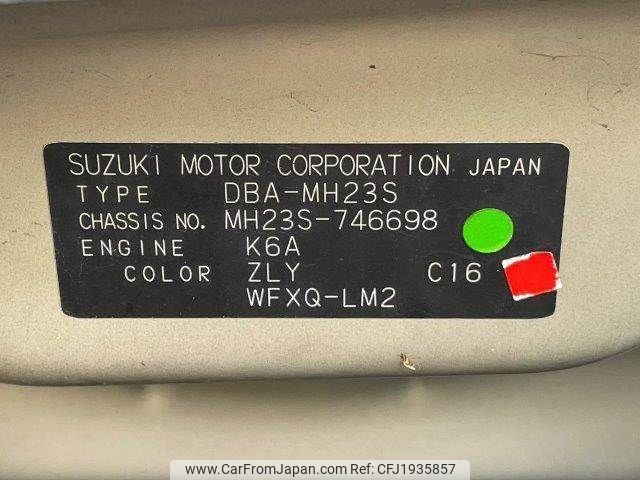 SUZUKI MOTOR CORPORATION JAPAN
TYPE DBA-MH23S
CHASSIS NO. MH23S-746698
ENGINE K6A
COLOR ZLY C16
WFXQ-LM2
www.CarFromJapan.com - CFJ1935857